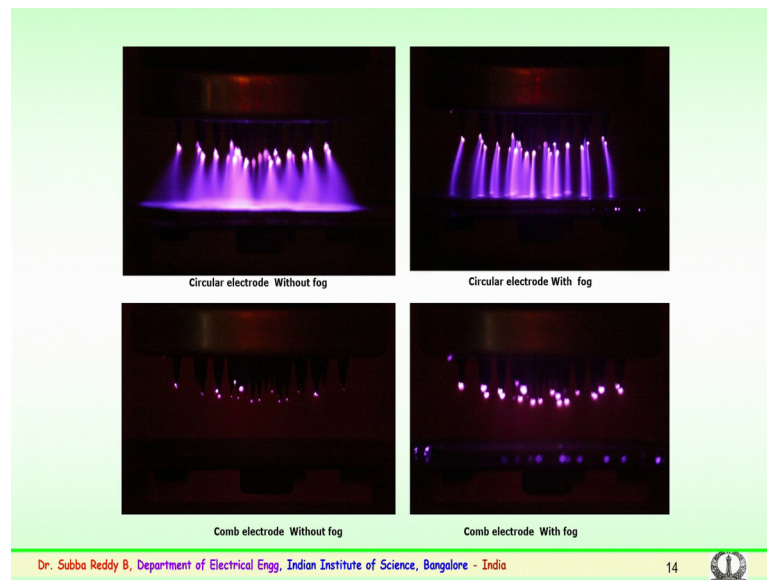 Circular electrode Without fog
Circular electrode With fog
Comb electrode Without fog
Comb electrode With fog
Dr. Subba Reddy B, Department of Electrical Engg, Indian Institute of Science, Bangalore - India
14